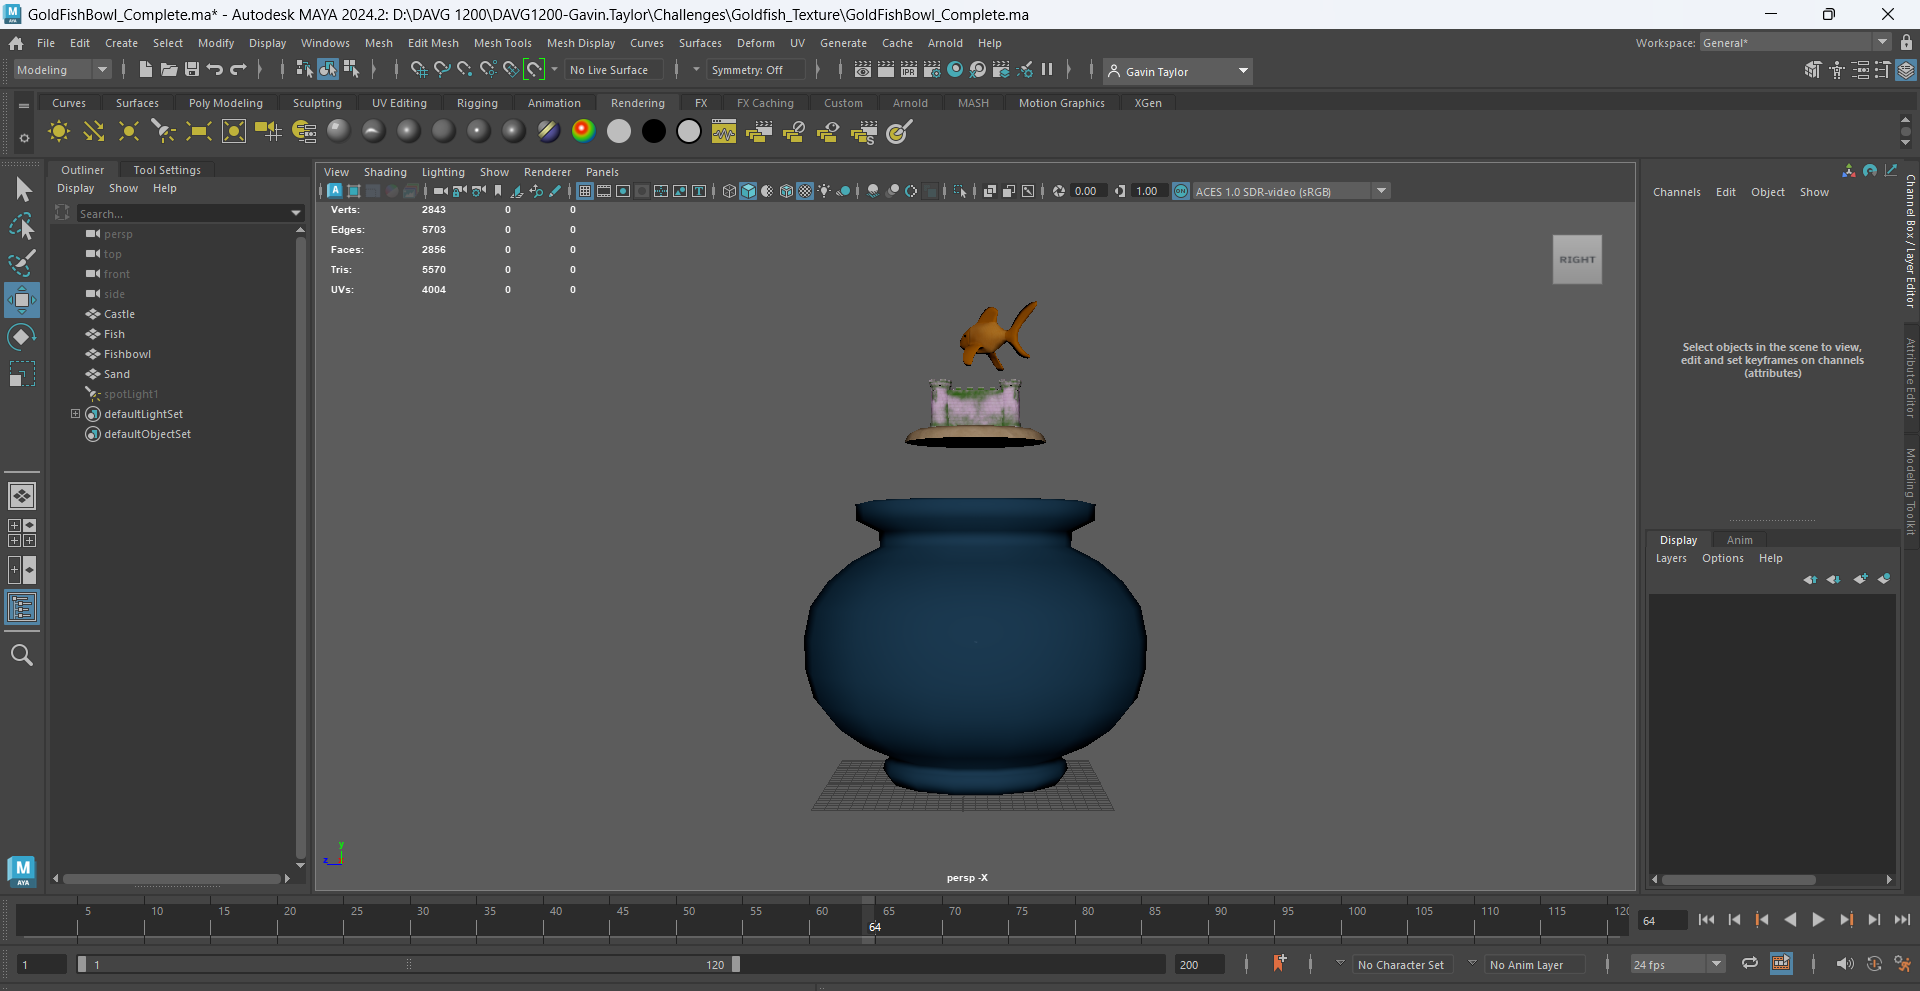 GoldFishBowl_Complete.ma* - Autodesk MAYA 2024.2: D:\DAVG 1200\DAVG1200-Gavin.Taylor\Challenges\Goldfish_Texture\GoldFishBowl_Complete.ma
File Edit Create Select Modify Display Windows Mesh Edit Mesh Mesh Tools Mesh Display Curves Surfaces Deform UV Generate Cache Arnold Help Workspace: General*
Modeling No Live Surface Symmetry: Off IPR Gavin Taylor
Curves Surfaces Poly Modeling Sculpting UV Editing Rigging Animation Rendering FX FX Caching Custom Arnold MASH Motion Graphics XGen
Outliner Tool Settings
Display Show Help
Search...
persp
top
front
side
Castle
Fish
Fishbowl
Sand
spotLight1
defaultLightSet
defaultObjectSet
View Shading Lighting Show Renderer Panels
0.00 1.00 ON ACES 1.0 SDR-video (sRGB)
Verts: 2843 0 0
Edges: 5703 0 0
Faces: 2856 0 0
Tris: 5570 0 0
UVs: 4004 0 0
RIGHT
y
z
persp -X
Channels Edit Object Show
Select objects in the scene to view,
edit and set keyframes on channels
(attributes)
Channel Box / Layer Editor
Attribute Editor
Modeling Toolkit
Display Anim
Layers Options Help
M
AYA
5 10 15 20 25 30 35 40 45 50 55 60 65 70 75 80 85 90 95 100 105 110 115 120
64
64
1 1 120 200 No Character Set No Anim Layer 24 fps